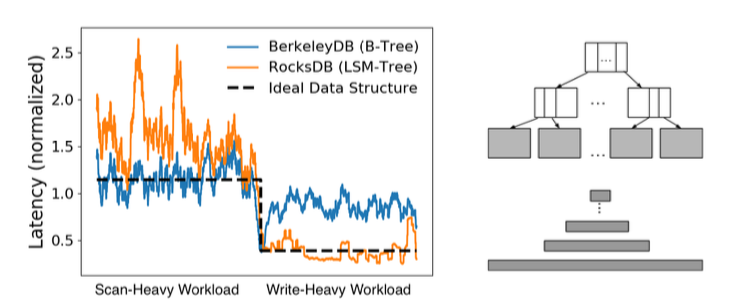 BerkeleyDB (B-Tree)
RocksDB (LSM-Tree)
Ideal Data Structure
Latency (normalized)
2.5
2.0
1.5
1.0
0.5
Scan-Heavy Workload
Write-Heavy Workload
...
...
...